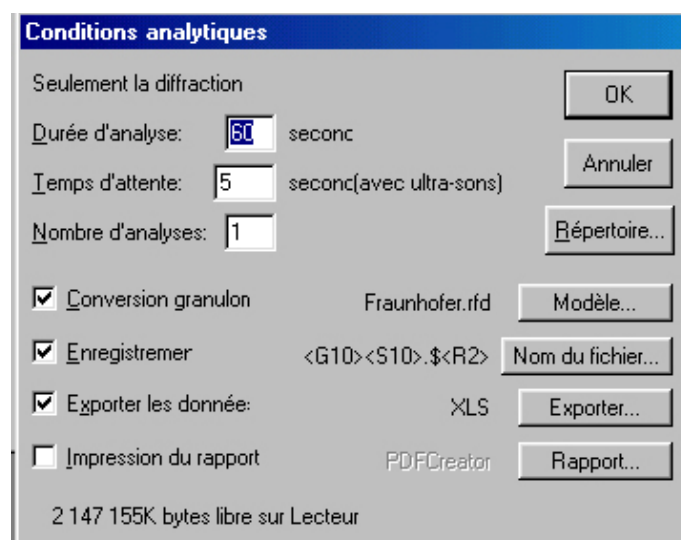 Conditions analytiques
Seulement la diffraction
OK
Durée d'analyse: 60 seconc
Annuler
Temps d'attente: 5 seconc(avec ultra-sons)
Nombre d'analyses: 1 Répertoire...
Conversion granulon Fraunhofer.rfd Modèle...
Enregistremer <G10><S10>.$<R2> Nom du fichier...
Exporter les donnée: XLS Exporter...
Impression du rapport PDFCreator Rapport...
2 147 155K bytes libre sur Lecteur